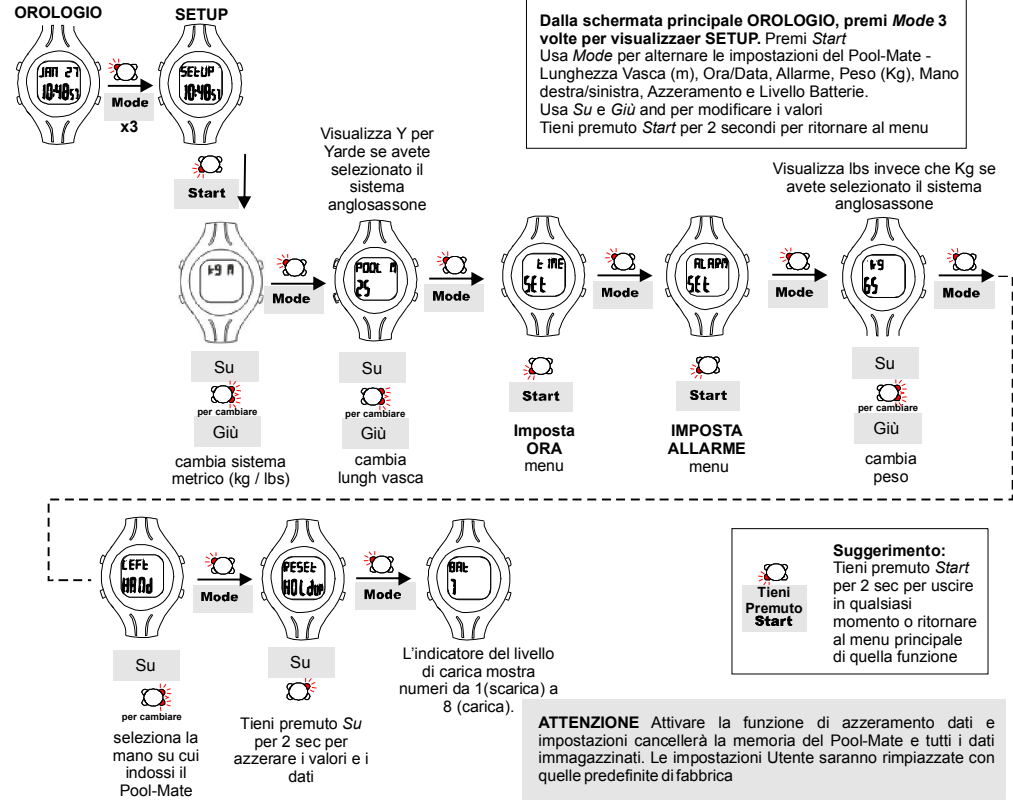 OROLOGIO
SETUP
JAN 27
10:48 51
Mode
x3
SEtUP
10:48 51
Dalla schermata principale OROLOGIO, premi Mode 3
volte per visualizzaer SETUP. Premi Start
Usa Mode per alternare le impostazioni del Pool-Mate -
Lunghezza Vasca (m), Ora/Data, Allarme, Peso (Kg), Mano
destra/sinistra, Azzeramento e Livello Batterie.
Usa Su e Giù and per modificare i valori
Tieni premuto Start per 2 secondi per ritornare al menu
Start
Visualizza Y per
Yarde se avete
selezionato il
sistema
anglosassone
Visualizza lbs invece che Kg se
avete selezionato il sistema
anglosassone
kg m
Mode
POOL m
25
Mode
tIME
SEt
Mode
ALARM
SEt
Mode
kg
65
Mode
Su
per cambiare
Giù
cambia sistema
metrico (kg / lbs)
Su
per cambiare
Giù
cambia
lungh vasca
Start
Imposta
ORA
menu
Start
IMPOSTA
ALLARME
menu
Su
per cambiare
Giù
cambia
peso
LEFt
HANd
Mode
RESEt
HOLdUP
Mode
BAt
7
Su
per cambiare
seleziona la
mano su cui
indossi il
Pool-Mate
Su
Tieni premuto Su
per 2 sec per
azzerare i valori e i
dati
L'indicatore del livello
di carica mostra
numeri da 1(scarica) a
8 (carica).
Tieni
Premuto
Start
Suggerimento:
Tieni premuto Start
per 2 sec per uscire
in qualsiasi
momento o ritornare
al menu principale
di quella funzione
ATTENZIONE Attivare la funzione di azzeramento dati e
impostazioni cancellerà la memoria del Pool-Mate e tutti i dati
immagazzinati. Le impostazioni Utente saranno rimpiazzate con
quelle predefinite di fabbrica